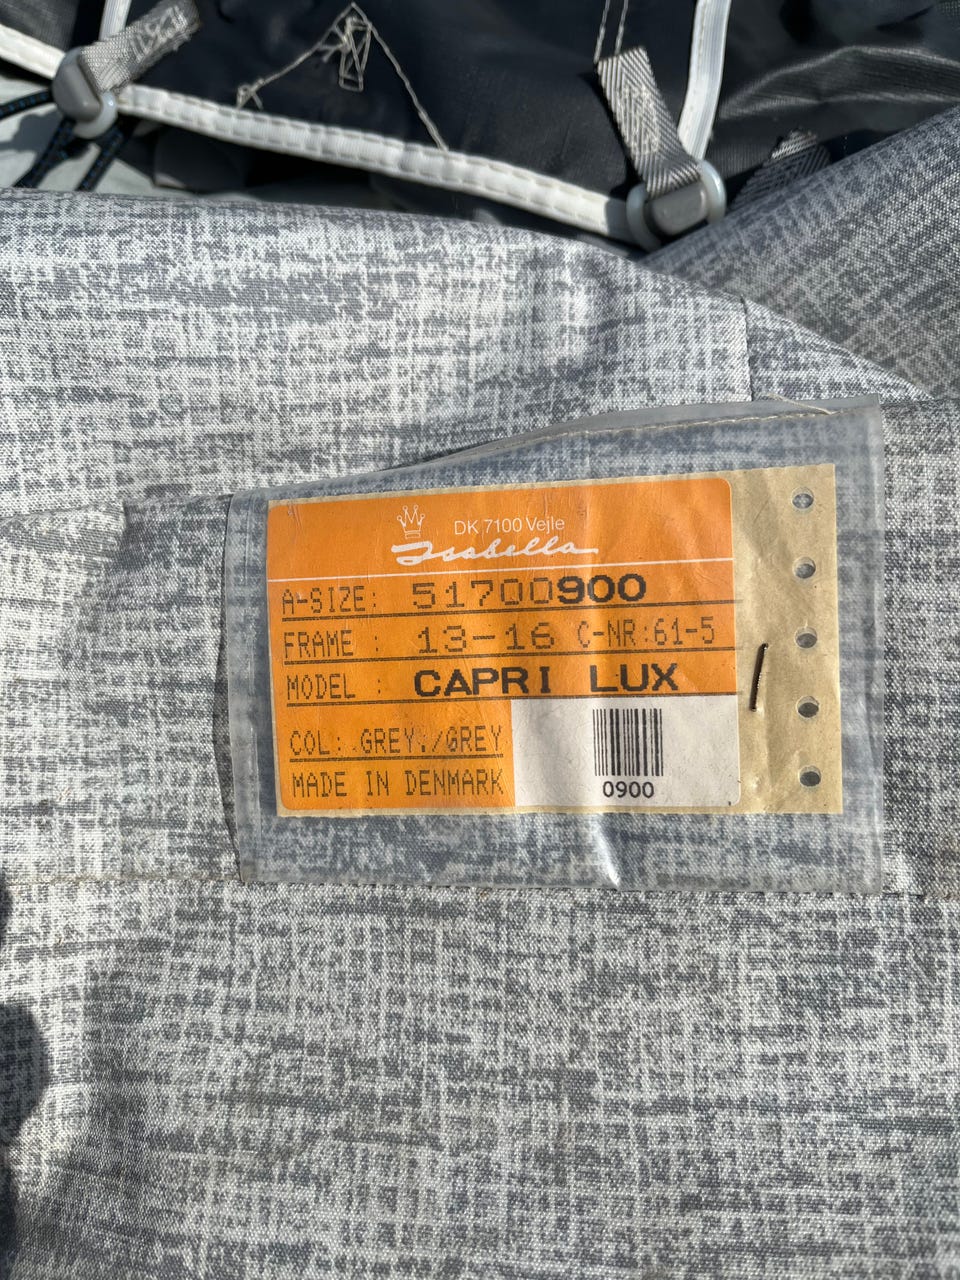 DK 7100 Vejle
Isabella
A-SIZE: 51700900
FRAME : 13-16 C-NR:61-5
MODEL : CAPRI LUX
COL: GREY./GREY
MADE IN DENMARK
0900